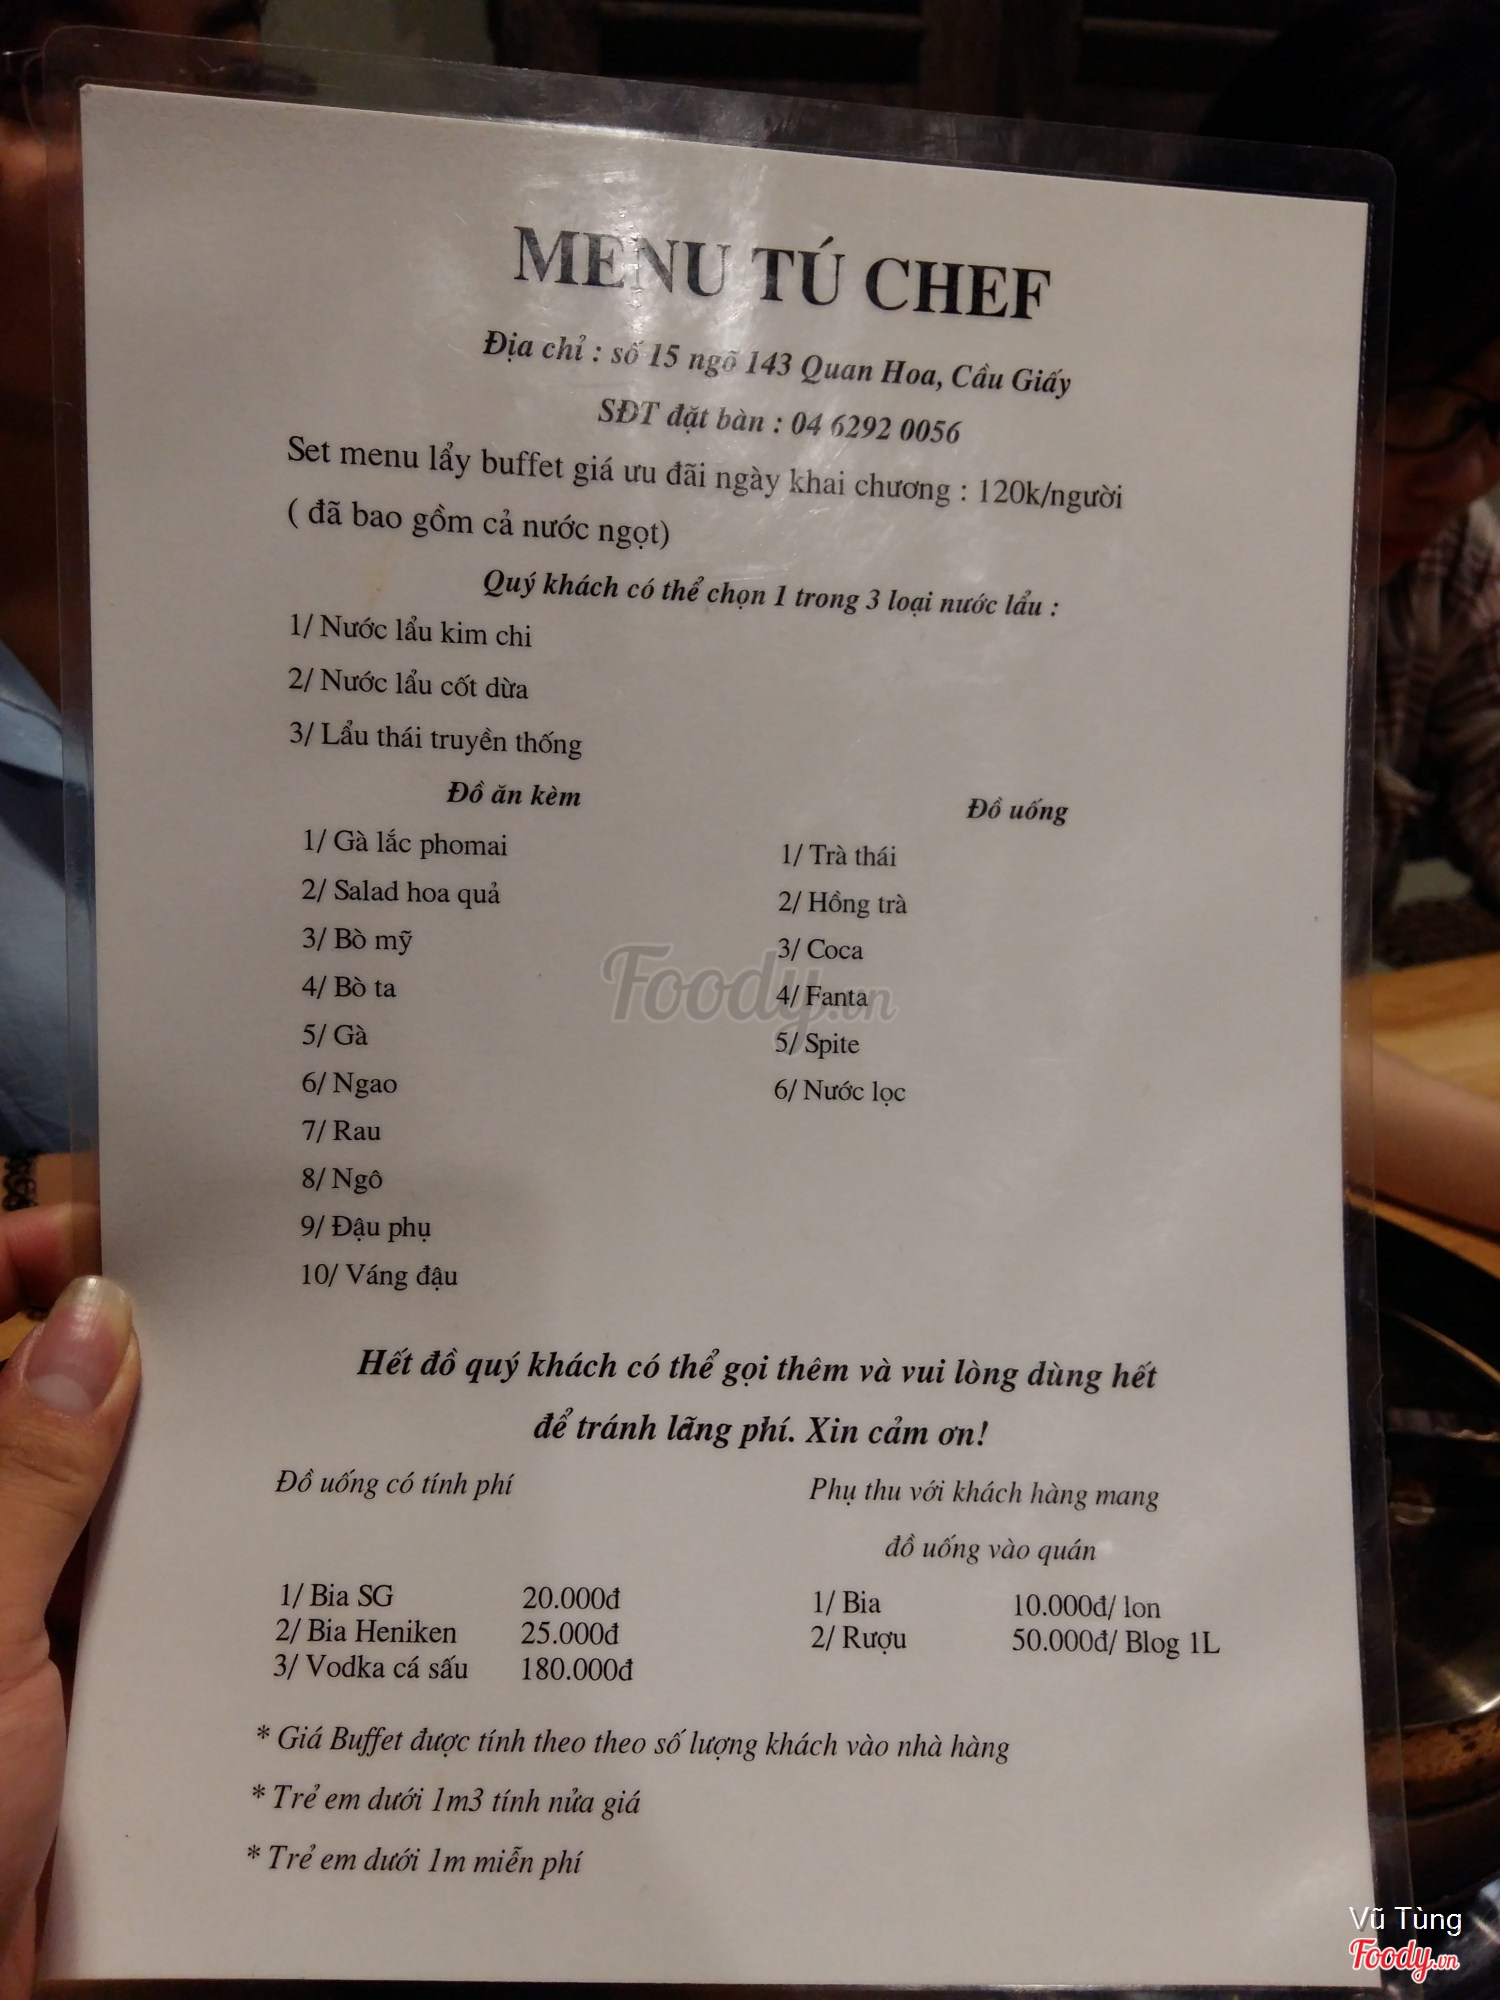 MENU TÚ CHEF
Địa chỉ : số 15 ngõ 143 Quan Hoa, Cầu Giấy
SĐT đặt bàn : 04 6292 0056
Set menu lẩy buffet giá ưu đãi ngày khai chương : 120k/người
( đã bao gồm cả nước ngọt)
Quý khách có thể chọn 1 trong 3 loại nước lẩu :
1/ Nước lẩu kim chi
2/ Nước lẩu cốt dừa
3/ Lẩu thái truyền thống
Đồ ăn kèm
1/ Gà lắc phomai
2/ Salad hoa quả
3/ Bò mỹ
4/ Bò ta
5/ Gà
6/ Ngao
7/ Rau
8/ Ngô
9/ Đậu phụ
10/ Váng đậu
Đồ uống
1/ Trà thái
2/ Hồng trà
3/ Coca
4/ Fanta
5/ Spite
6/ Nước lọc
Foody.vn
Hết đồ quý khách có thể gọi thêm và vui lòng dùng hết
để tránh lãng phí. Xin cảm ơn!
Đồ uống có tính phí
1/ Bia SG 20.000đ
2/ Bia Heniken 25.000đ
3/ Vodka cá sấu 180.000đ
Phụ thu với khách hàng mang
đồ uống vào quán
1/ Bia 10.000đ/ lon
2/ Rượu 50.000đ/ Blog 1L
* Giá Buffet được tính theo theo số lượng khách vào nhà hàng
* Trẻ em dưới 1m3 tính nửa giá
* Trẻ em dưới 1m miễn phí
Vũ Tùng
Foody.vn